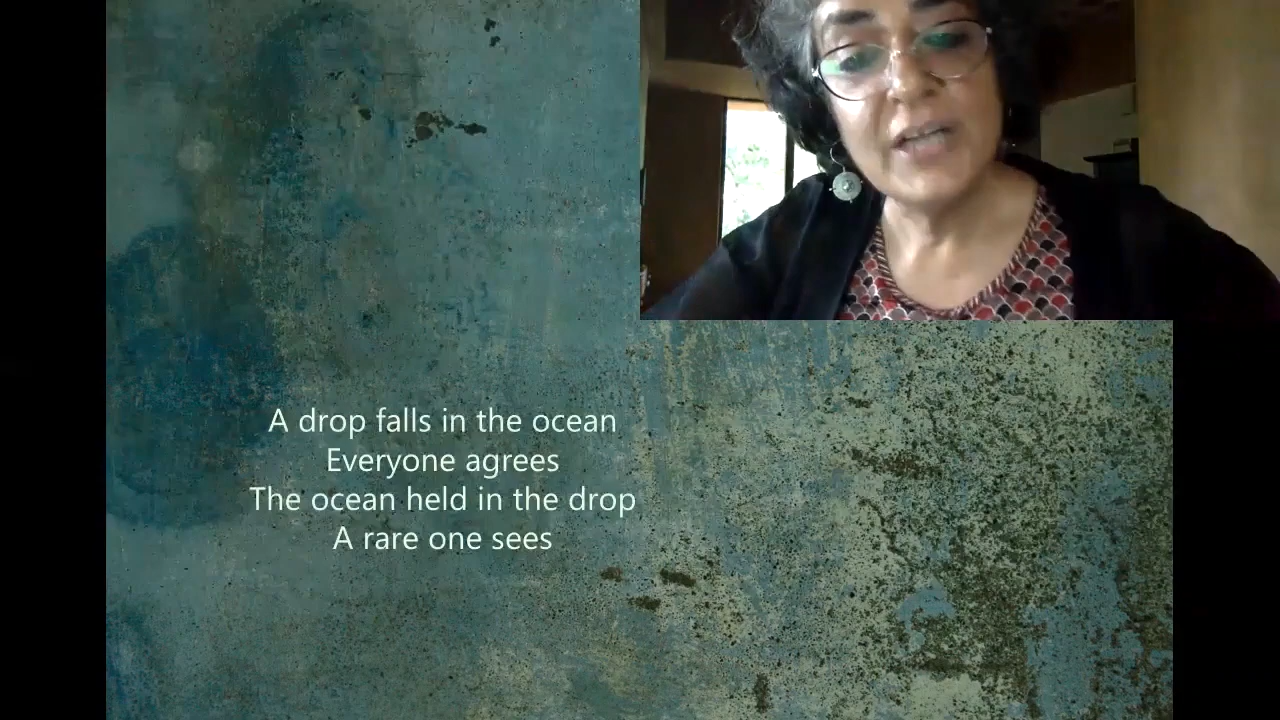 A drop falls in the ocean
Everyone agrees
The ocean held in the drop
A rare one sees